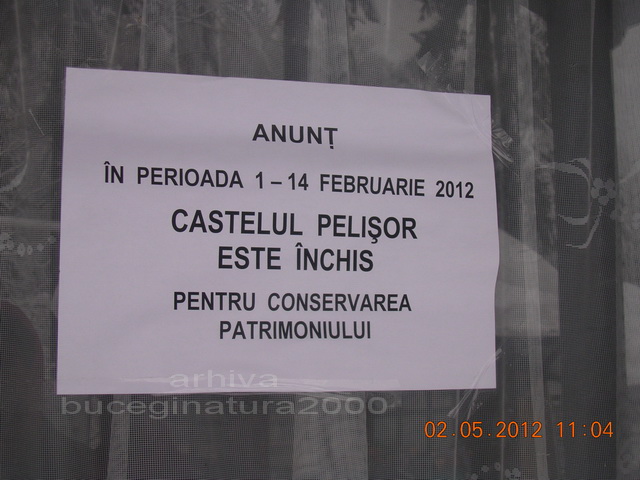 ANUNȚ
ÎN PERIOADA 1 – 14 FEBRUARIE 2012
CASTELUL PELIŞOR
ESTE ÎNCHIS
PENTRU CONSERVAREA
PATRIMONIULUI
arhiva
buceginatura2000
02.05.2012 11:04